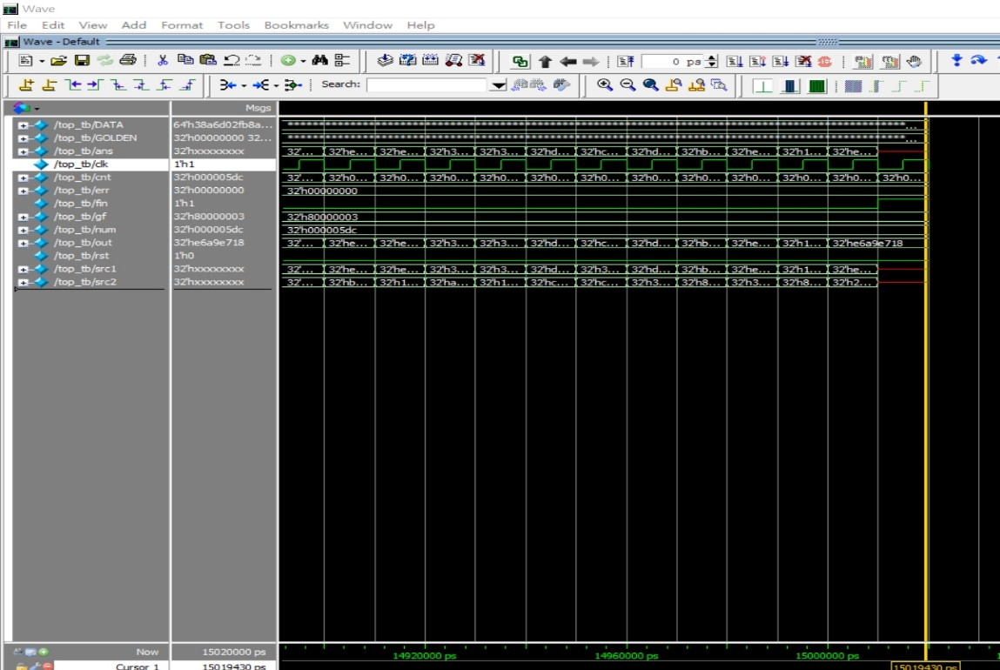 Wave
File Edit View Add Format Tools Bookmarks Window Help
Wave - Default
0 ps
Search:
Msgs
/top_tb/DATA 64'h38a6d02fb8a... ...
/top_tb/GOLDEN 32'h00000000 32... ...
/top_tb/ans 32'hxxxxxxxx 32'... 32'he... 32'he... 32'h3... 32'h3... 32'hd... 32'hc... 32'hd... 32'hb... 32'he... 32'h1... 32'he...
/top_tb/clk 1'h1
/top_tb/cnt 32'h000005dc 32'... 32'h0... 32'h0... 32'h0... 32'h0... 32'h0... 32'h0... 32'h0... 32'h0... 32'h0... 32'h0... 32'h0... 32'h0...
/top_tb/err 32'h00000000 32'h00000000
/top_tb/fin 1'h1
/top_tb/gf 32'h80000003 32'h80000003
/top_tb/num 32'h000005dc 32'h000005dc
/top_tb/out 32'he6a9e718 32'... 32'he... 32'he... 32'h3... 32'h3... 32'hd... 32'hc... 32'hd... 32'hb... 32'he... 32'h1... 32'he6a9e718
/top_tb/rst 1'h0
/top_tb/src1 32'hxxxxxxxx 32'... 32'he... 32'he... 32'h3... 32'h3... 32'hd... 32'h3... 32'hd... 32'hb... 32'h1... 32'h1... 32'he...
/top_tb/src2 32'hxxxxxxxx 32'... 32'hb... 32'h1... 32'ha... 32'h1... 32'hc... 32'hc... 32'h3... 32'h8... 32'h3... 32'h8... 32'h2...
Now 15020000 ps 14920000 ps 14960000 ps 15000000 ps
Cursor 1 15019430 ps 15019430 ps